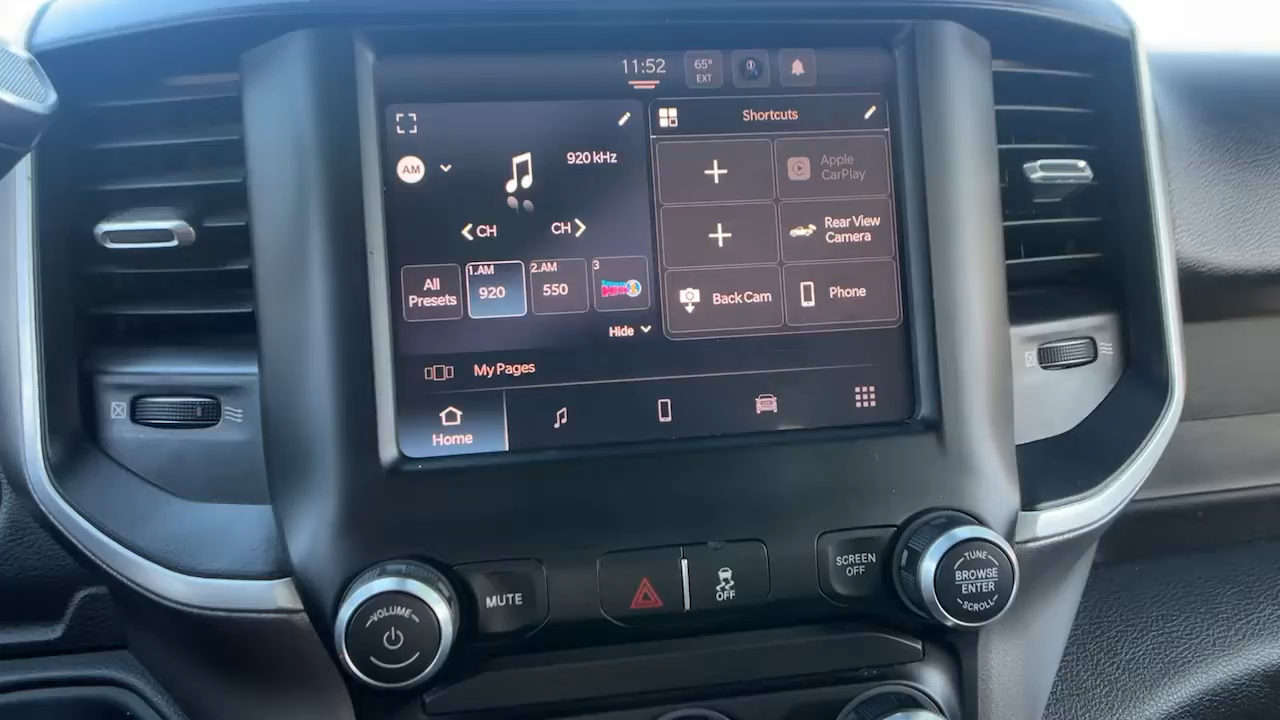 11:52
65°
EXT
Shortcuts
AM
920 kHz
Apple
CarPlay
CH
CH
Rear View
Camera
All
Presets
1.AM
920
2.AM
550
3
Back Cam
Phone
Hide
My Pages
Home
VOLUME
MUTE
OFF
SCREEN
OFF
TUNE
BROWSE
ENTER
SCROLL